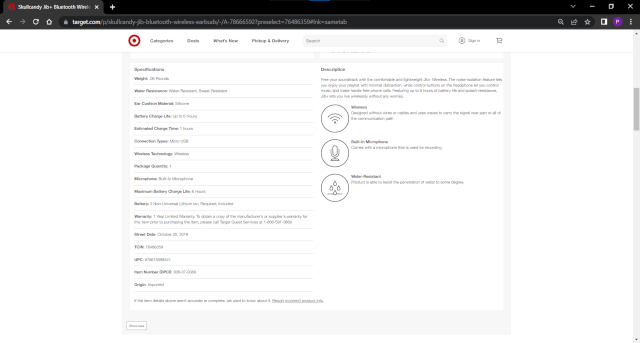 Skullcandy Jib+ Bluetooth Wirele
target.com/p/skullcandy-jib-bluetooth-wireless-earbuds/-/A-78666592?preselect=76486359#lnk=sametab
Categories Deals What's New Pickup & Delivery Search Sign in
Specifications
Weight: .06 Pounds
Water Resistance: Water Resistant, Sweat Resistant
Ear Cushion Material: Silicone
Battery Charge Life: Up to 6 Hours
Estimated Charge Time: 1 hours
Connection Types: Micro USB
Wireless Technology: Wireless
Package Quantity: 1
Microphone: Built-In Microphone
Maximum Battery Charge Life: 6 Hours
Battery: 3 Non-Universal Lithium Ion, Required, Included
Warranty: 1 Year Limited Warranty. To obtain a copy of the manufacturer's or supplier's warranty for
this item prior to purchasing the item, please call Target Guest Services at
Street Date: October 20, 2019
TCIN: 76486359
UPC:
Item Number (DPCI):
Origin: Imported
If the item details above aren't accurate or complete, we want to know about it. Report incorrect product info.
Show less
Description
Free your soundtrack with the comfortable and lightweight Jib+ Wireless. The noise-isolation feature lets
you enjoy your playlist with minimal distraction, while control buttons on the headphone let you control
music and make hassle-free phone calls. Featuring up to 6 hours of battery life and sweat resistance,
Jib+ lets you live wirelessly without any worries.
Wireless
Designed without wires or cables and uses waves to carry the signal over part or all of
the communication path
Built-In Microphone
Comes with a microphone that is used for recording
Water-Resistant
Product is able to resist the penetration of water to some degree